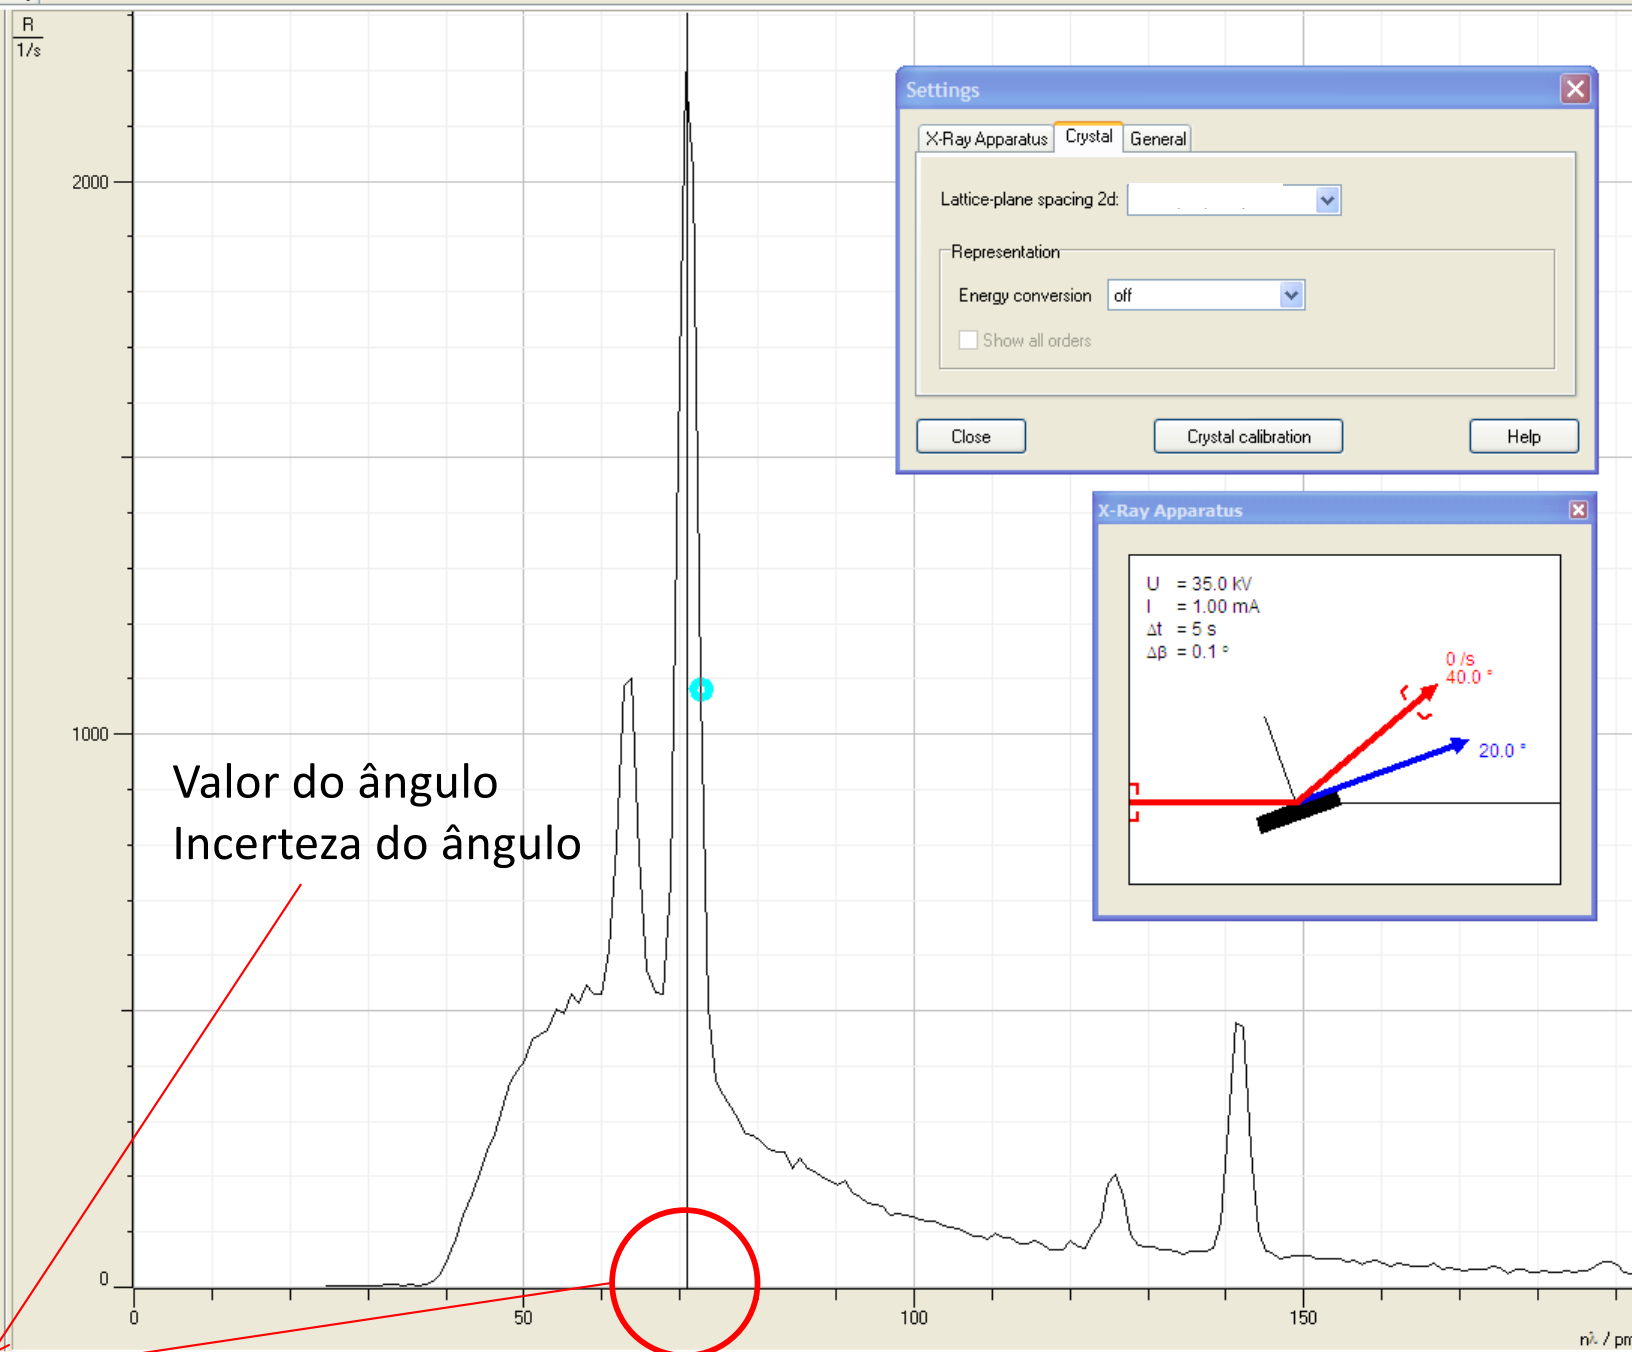 R
1/s
2000
1000
0
0
50
100
150
nλ / pm
Settings
X-Ray Apparatus
Crystal
General
Lattice-plane spacing 2d:
Representation
Energy conversion
off
Show all orders
Close
Crystal calibration
Help
X-Ray Apparatus
U = 35.0 kV
I = 1.00 mA
Δt = 5 s
Δβ = 0.1 °
0 /s
40.0 °
20.0 °
Valor do ângulo
Incerteza do ângulo